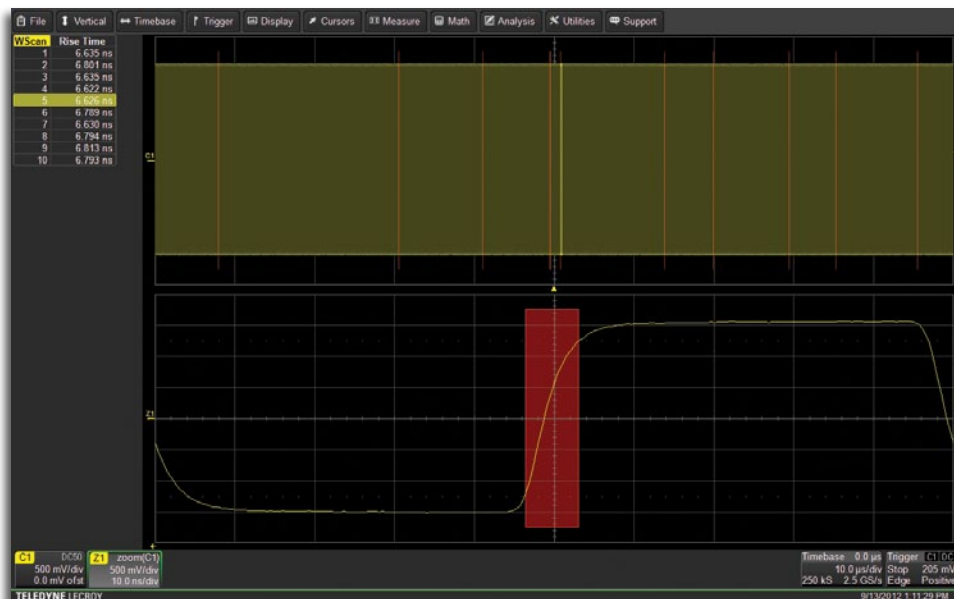 File Vertical Timebase Trigger Display Cursors Measure Math Analysis Utilities Support
WScan Rise Time
1 6.635 ns
2 6.801 ns
3 6.635 ns
4 6.622 ns
5 6.626 ns
6 6.789 ns
7 6.630 ns
8 6.794 ns
9 6.813 ns
10 6.793 ns
C1
Z1
C1 DC50
500 mV/div
0.0 mV ofst
Z1 zoom(C1)
500 mV/div
10.0 ns/div
Timebase 0.0 µs
10.0 µs/div
250 kS 2.5 GS/s
Trigger C1 DC
Stop 205 mV
Edge Positive
TELEDYNE LECROY
9/13/2012 1:11:29 PM